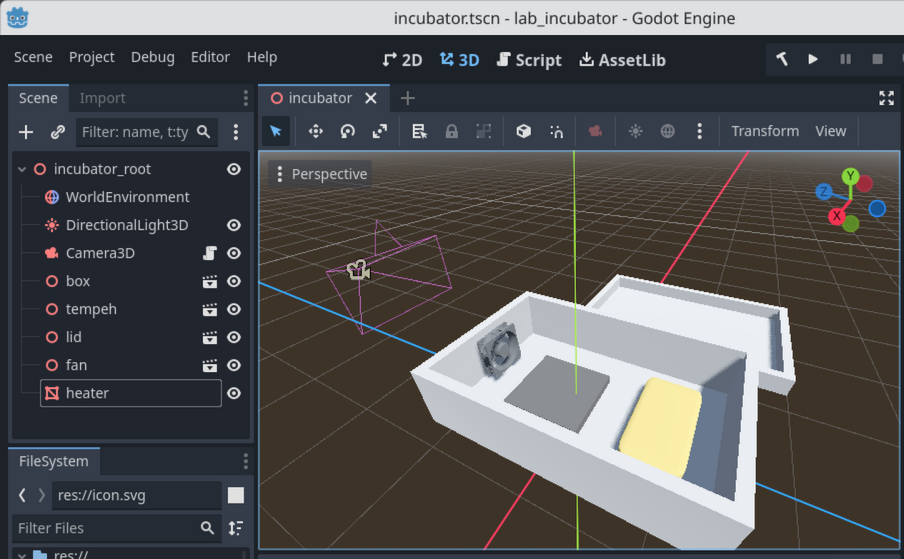 incubator.tscn - lab_incubator - Godot Engine
Scene Project Debug Editor Help 2D 3D Script AssetLib
Scene Import incubator
Filter: name, t:ty Transform View
incubator_root
Perspective
WorldEnvironment
DirectionalLight3D
Camera3D
box
tempeh
lid
fan
heater
Y
Z
X
FileSystem
res://icon.svg
Filter Files
res://